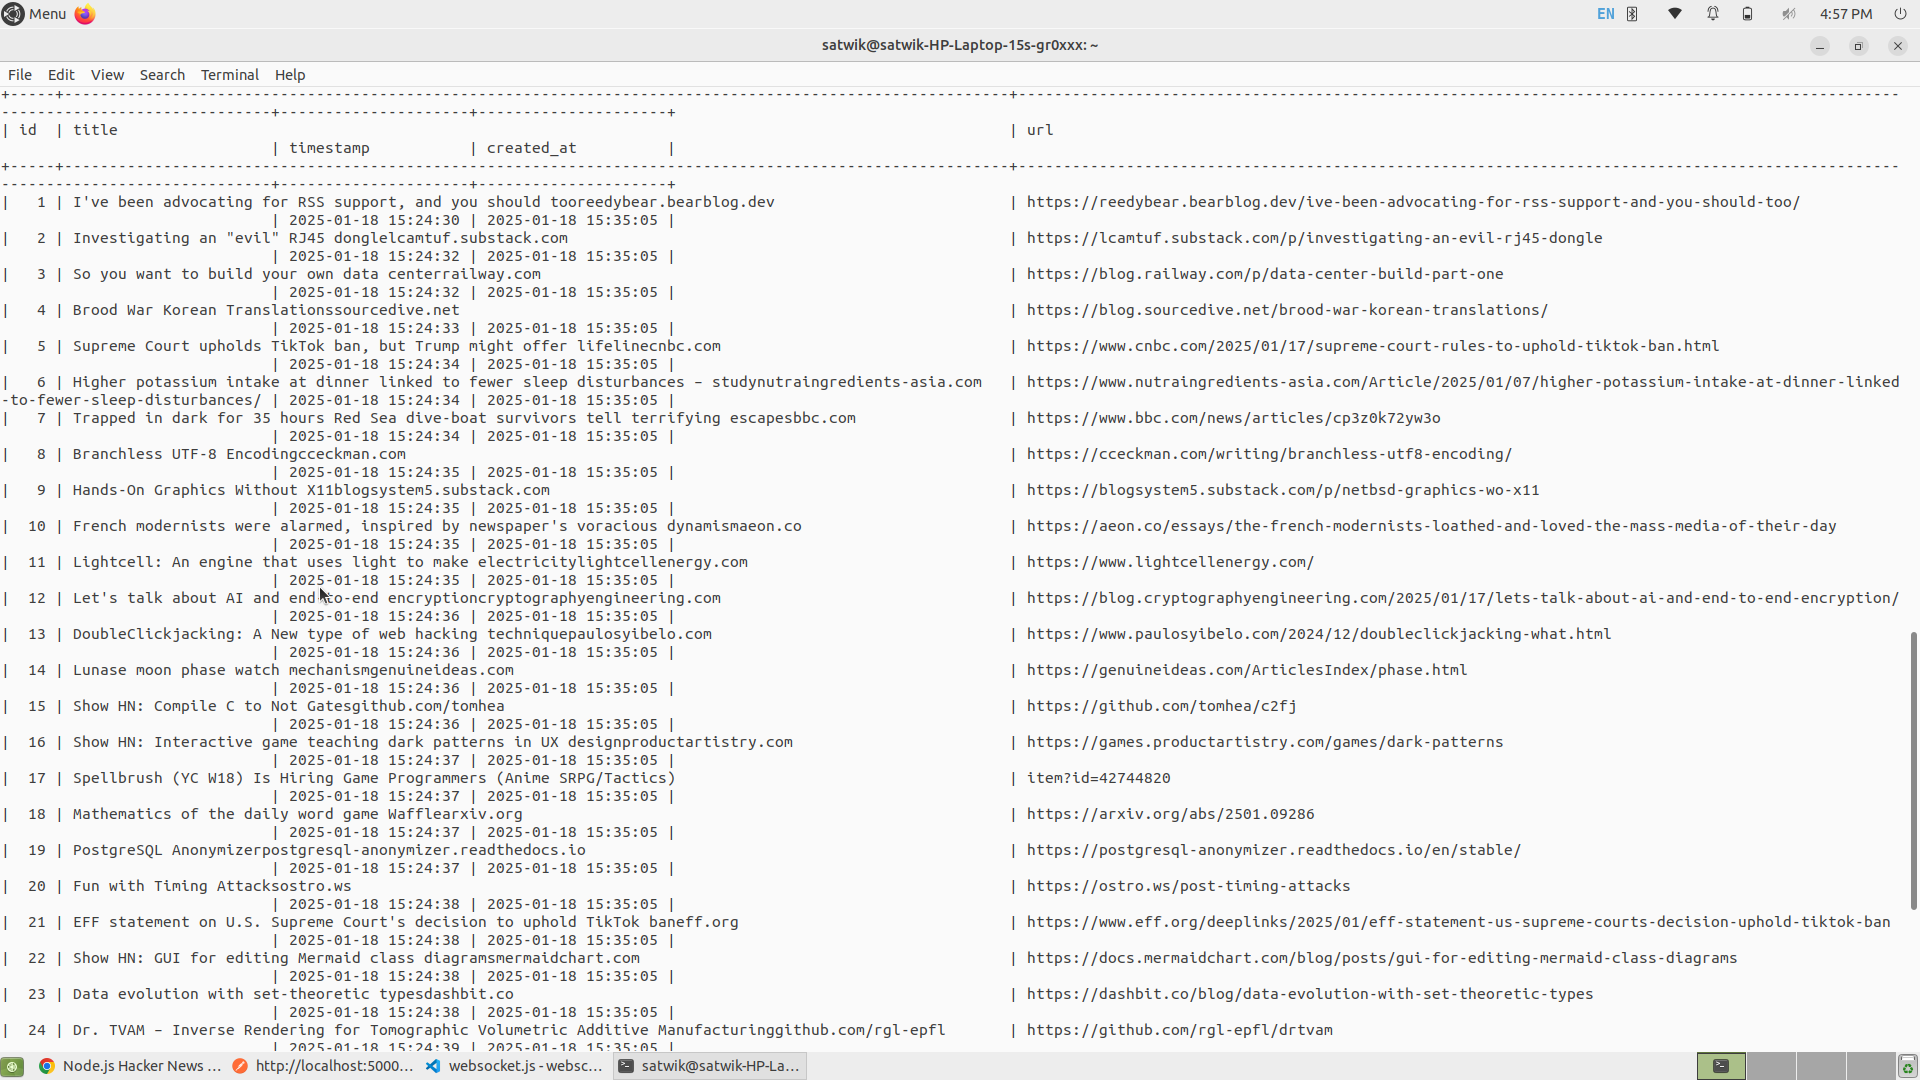 Menu EN 4:57 PM
satwik@satwik-HP-Laptop-15s-gr0xxx: ~
File Edit View Search Terminal Help
| id | title | url
| timestamp | created_at |
| 1 | I've been advocating for RSS support, and you should tooreedybear.bearblog.dev | https://reedybear.bearblog.dev/ive-been-advocating-for-rss-support-and-you-should-too/
| 2025-01-18 15:24:30 | 2025-01-18 15:35:05 |
| 2 | Investigating an "evil" RJ45 donglelcamtuf.substack.com | https://lcamtuf.substack.com/p/investigating-an-evil-rj45-dongle
| 2025-01-18 15:24:32 | 2025-01-18 15:35:05 |
| 3 | So you want to build your own data centerrailway.com | https://blog.railway.com/p/data-center-build-part-one
| 2025-01-18 15:24:32 | 2025-01-18 15:35:05 |
| 4 | Brood War Korean Translationssourcedive.net | https://blog.sourcedive.net/brood-war-korean-translations/
| 2025-01-18 15:24:33 | 2025-01-18 15:35:05 |
| 5 | Supreme Court upholds TikTok ban, but Trump might offer lifelinecnbc.com | https://www.cnbc.com/2025/01/17/supreme-court-rules-to-uphold-tiktok-ban.html
| 2025-01-18 15:24:34 | 2025-01-18 15:35:05 |
| 6 | Higher potassium intake at dinner linked to fewer sleep disturbances – studynutraingredients-asia.com | https://www.nutraingredients-asia.com/Article/2025/01/07/higher-potassium-intake-at-dinner-linked
-to-fewer-sleep-disturbances/ | 2025-01-18 15:24:34 | 2025-01-18 15:35:05 |
| 7 | Trapped in dark for 35 hours Red Sea dive-boat survivors tell terrifying escapesbbc.com | https://www.bbc.com/news/articles/cp3z0k72yw3o
| 2025-01-18 15:24:34 | 2025-01-18 15:35:05 |
| 8 | Branchless UTF-8 Encodingcceckman.com | https://cceckman.com/writing/branchless-utf8-encoding/
| 2025-01-18 15:24:35 | 2025-01-18 15:35:05 |
| 9 | Hands-On Graphics Without X11blogsystem5.substack.com | https://blogsystem5.substack.com/p/netbsd-graphics-wo-x11
| 2025-01-18 15:24:35 | 2025-01-18 15:35:05 |
| 10 | French modernists were alarmed, inspired by newspaper's voracious dynamismaeon.co | https://aeon.co/essays/the-french-modernists-loathed-and-loved-the-mass-media-of-their-day
| 2025-01-18 15:24:35 | 2025-01-18 15:35:05 |
| 11 | Lightcell: An engine that uses light to make electricitylightcellenergy.com | https://www.lightcellenergy.com/
| 2025-01-18 15:24:35 | 2025-01-18 15:35:05 |
| 12 | Let's talk about AI and end-to-end encryptioncryptographyengineering.com | https://blog.cryptographyengineering.com/2025/01/17/lets-talk-about-ai-and-end-to-end-encryption/
| 2025-01-18 15:24:36 | 2025-01-18 15:35:05 |
| 13 | DoubleClickjacking: A New type of web hacking techniquepaulosyibelo.com | https://www.paulosyibelo.com/2024/12/doubleclickjacking-what.html
| 2025-01-18 15:24:36 | 2025-01-18 15:35:05 |
| 14 | Lunase moon phase watch mechanismgenuineideas.com | https://genuineideas.com/ArticlesIndex/phase.html
| 2025-01-18 15:24:36 | 2025-01-18 15:35:05 |
| 15 | Show HN: Compile C to Not Gatesgithub.com/tomhea | https://github.com/tomhea/c2fj
| 2025-01-18 15:24:36 | 2025-01-18 15:35:05 |
| 16 | Show HN: Interactive game teaching dark patterns in UX designproductartistry.com | https://games.productartistry.com/games/dark-patterns
| 2025-01-18 15:24:37 | 2025-01-18 15:35:05 |
| 17 | Spellbrush (YC W18) Is Hiring Game Programmers (Anime SRPG/Tactics) | item?id=42744820
| 2025-01-18 15:24:37 | 2025-01-18 15:35:05 |
| 18 | Mathematics of the daily word game Wafflearxiv.org | https://arxiv.org/abs/2501.09286
| 2025-01-18 15:24:37 | 2025-01-18 15:35:05 |
| 19 | PostgreSQL Anonymizerpostgresql-anonymizer.readthedocs.io | https://postgresql-anonymizer.readthedocs.io/en/stable/
| 2025-01-18 15:24:37 | 2025-01-18 15:35:05 |
| 20 | Fun with Timing Attacksostro.ws | https://ostro.ws/post-timing-attacks
| 2025-01-18 15:24:38 | 2025-01-18 15:35:05 |
| 21 | EFF statement on U.S. Supreme Court's decision to uphold TikTok baneff.org | https://www.eff.org/deeplinks/2025/01/eff-statement-us-supreme-courts-decision-uphold-tiktok-ban
| 2025-01-18 15:24:38 | 2025-01-18 15:35:05 |
| 22 | Show HN: GUI for editing Mermaid class diagramsmermaidchart.com | https://docs.mermaidchart.com/blog/posts/gui-for-editing-mermaid-class-diagrams
| 2025-01-18 15:24:38 | 2025-01-18 15:35:05 |
| 23 | Data evolution with set-theoretic typesdashbit.co | https://dashbit.co/blog/data-evolution-with-set-theoretic-types
| 2025-01-18 15:24:38 | 2025-01-18 15:35:05 |
| 24 | Dr. TVAM – Inverse Rendering for Tomographic Volumetric Additive Manufacturinggithub.com/rgl-epfl | https://github.com/rgl-epfl/drtvam
| 2025-01-18 15:24:39 | 2025-01-18 15:35:05 |
Node.js Hacker News ... http://localhost:5000... websocket.js - websc... satwik@satwik-HP-La...